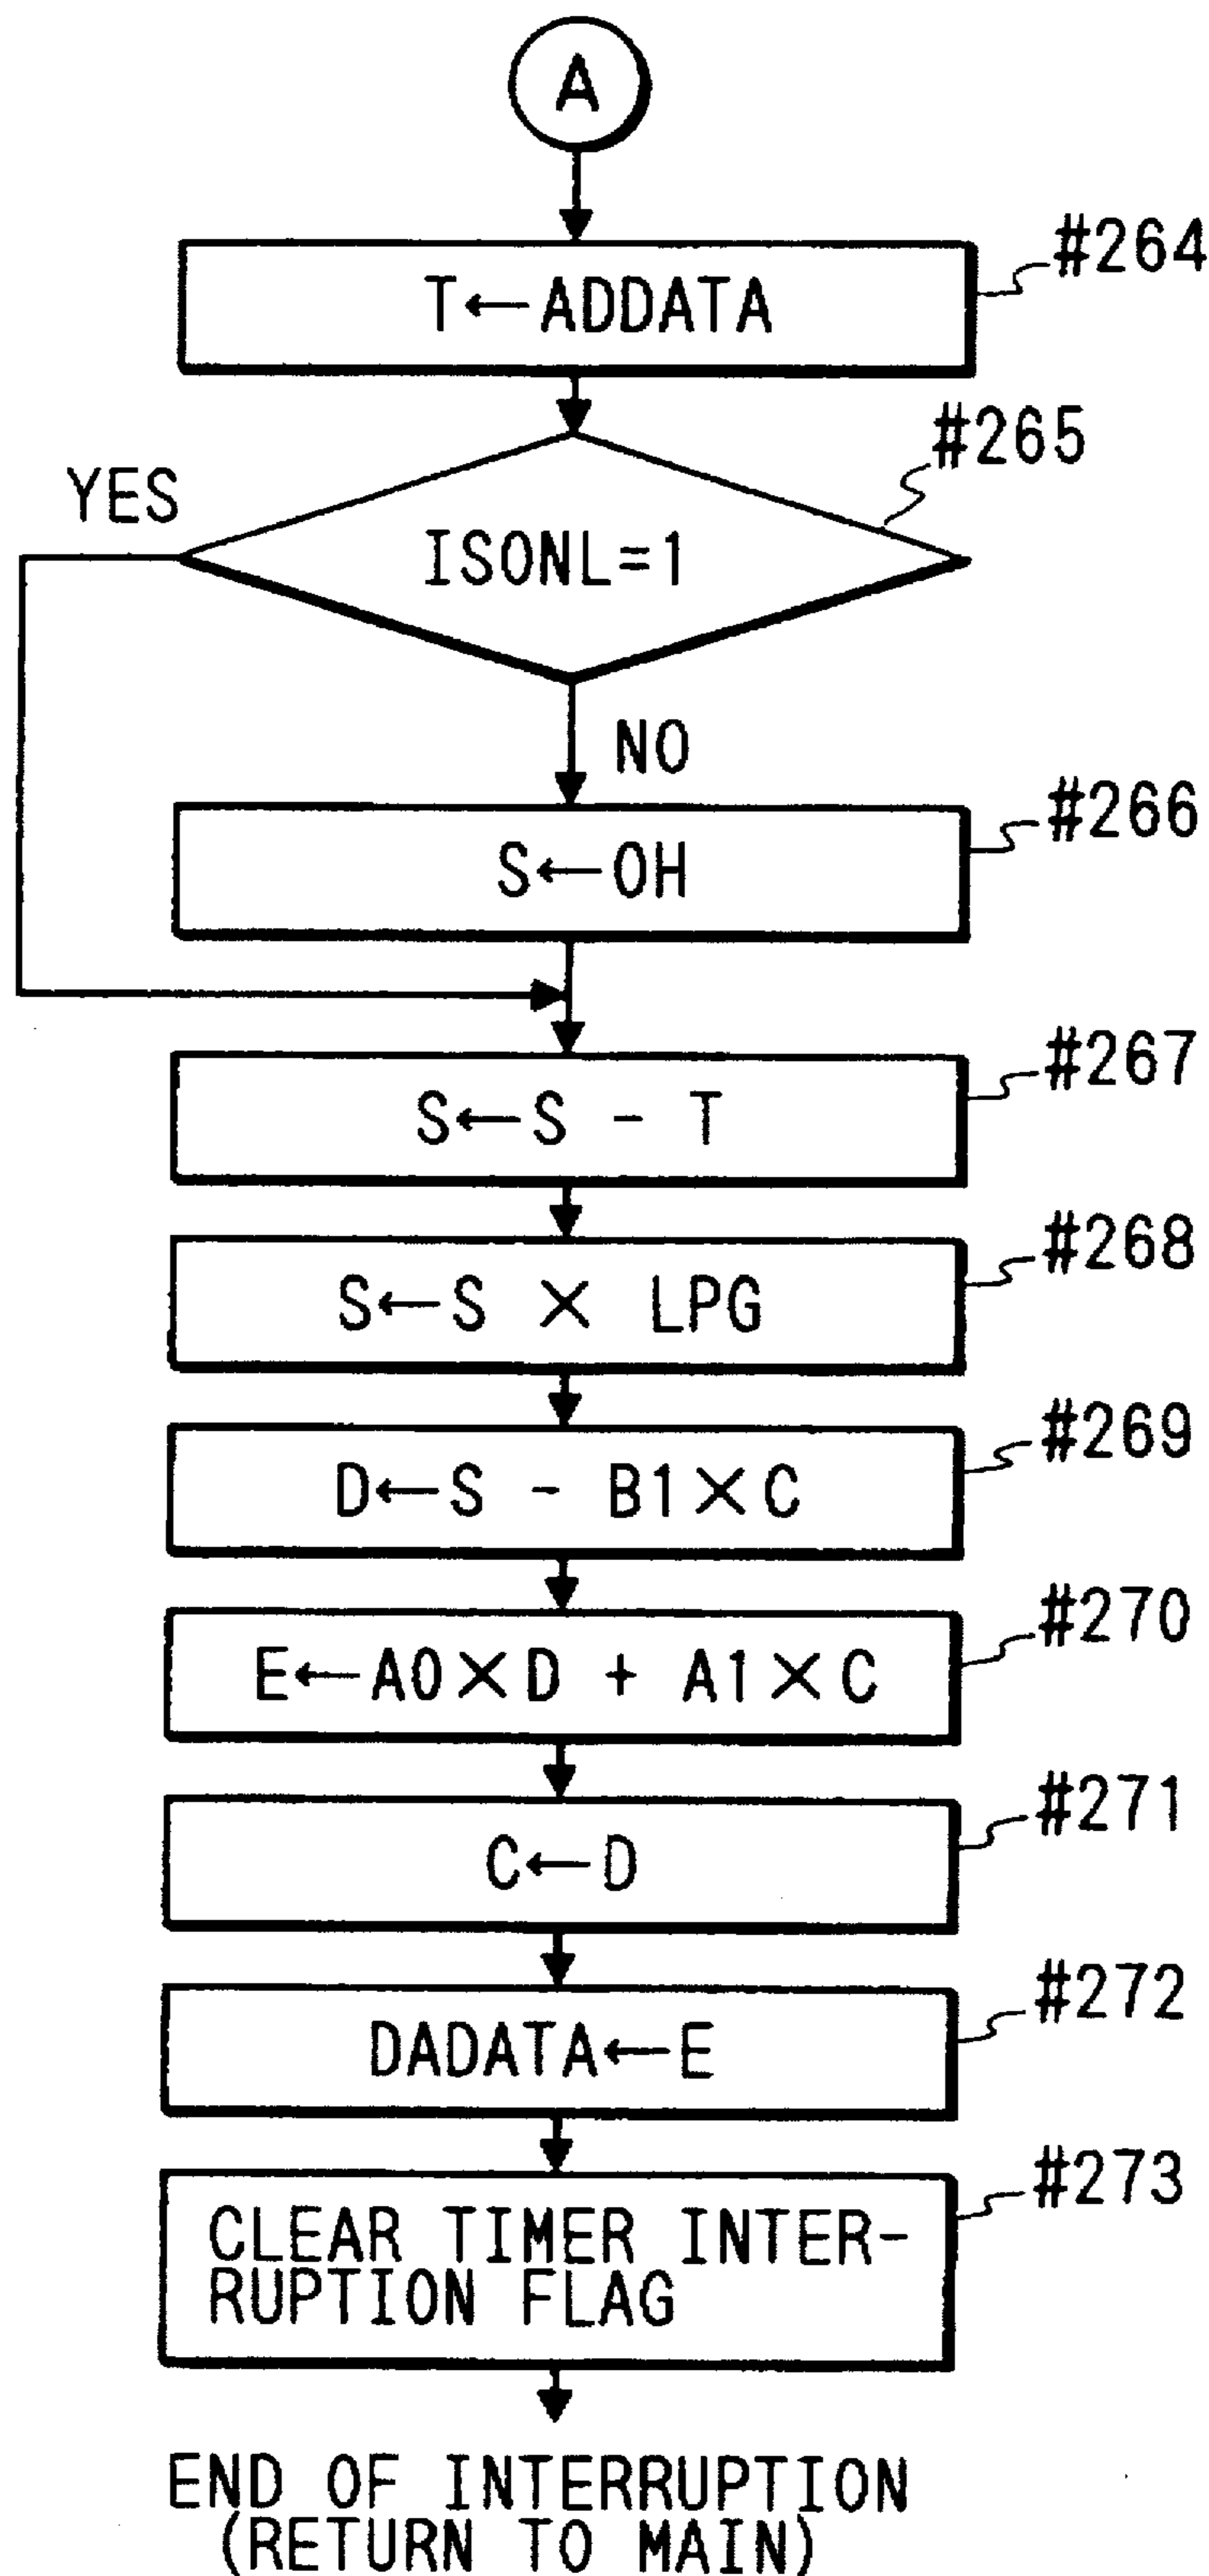 A
#264
T←ADDATA
#265
YES
ISONL=1
NO
#266
S←OH
#267
S←S - T
#268
S←S × LPG
#269
D←S - B1×C
#270
E←A0×D + A1×C
#271
C←D
#272
DADATA←E
#273
CLEAR TIMER INTER-
RUPTION FLAG
END OF INTERRUPTION
(RETURN TO MAIN)